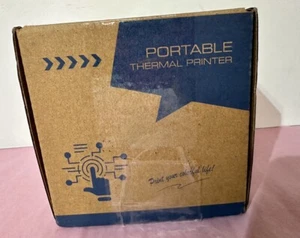 PORTABLE
THERMAL PRINTER
Print your colorful life!